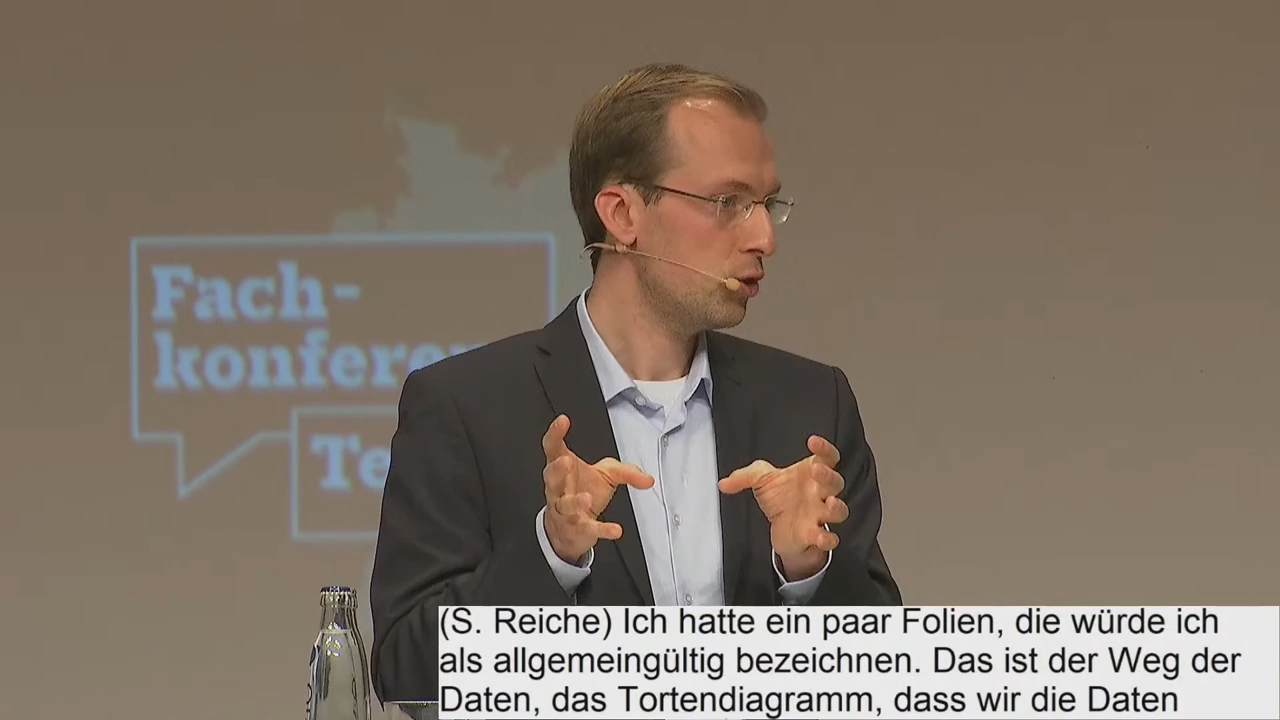 Fach-
konferen
Te
(S. Reiche) Ich hatte ein paar Folien, die würde ich
als allgemeingültig bezeichnen. Das ist der Weg der
Daten, das Tortendiagramm, dass wir die Daten